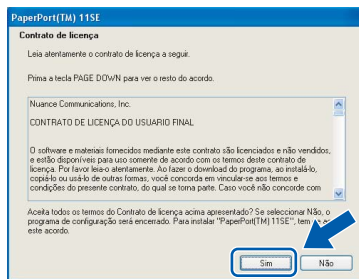 PaperPort(TM) 11SE
Contrato de licença
Leia atentamente o contrato de licença a seguir.
Prima a tecla PAGE DOWN para ver o resto do acordo.
Nuance Communications, Inc.
CONTRATO DE LICENÇA DO USUARIO FINAL
O software e materiais fornecidos mediante este contrato são licenciados e não vendidos,
e estão disponíveis para uso somente de acordo com os termos deste contrato de
licença. Por favor leia-o atentamente. Ao fazer o download do programa, ao instalá-lo,
copiá-lo ou usá-lo de outras formas, você concorda em vincular-se aos termos e
condições do presente contrato, do qual se torna parte. Caso você não concorde com
Aceita todos os termos do Contrato de licença acima apresentado? Se seleccionar Não, o
programa de configuração será encerrado. Para instalar "PaperPort(TM) 11SE",
este acordo.
Sim
Não